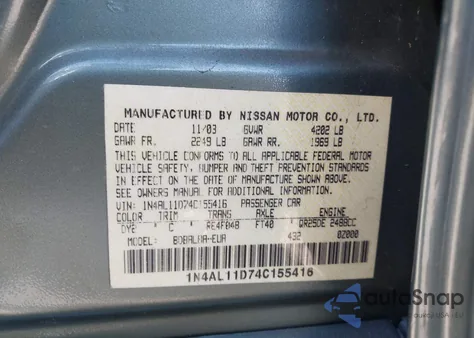 MANUFACTURED BY NISSAN MOTOR CO., LTD.
DATE 11/03 GVWR 4202 LB
GAWR FR. 2249 LB GAWR RR. 1969 LB
THIS VEHICLE CONFORMS TO ALL APPLICABLE FEDERAL MOTOR
VEHICLE SAFETY, BUMPER AND THEFT PREVENTION STANDARDS
IN EFFECT ON THE DATE OF MANUFACTURE SHOWN ABOVE.
SEE OWNERS MANUAL FOR ADDITIONAL INFORMATION
VIN: 1N4AL11D74C155416 PASSENGER CAR
COLOR TRIM TRANS AXLE ENGINE
C RE4F04B FT40 QR25DE 2488CC
MODEL: BDBALHA-EUA 492 02000
1N4AL11D74C155416
autoSnap